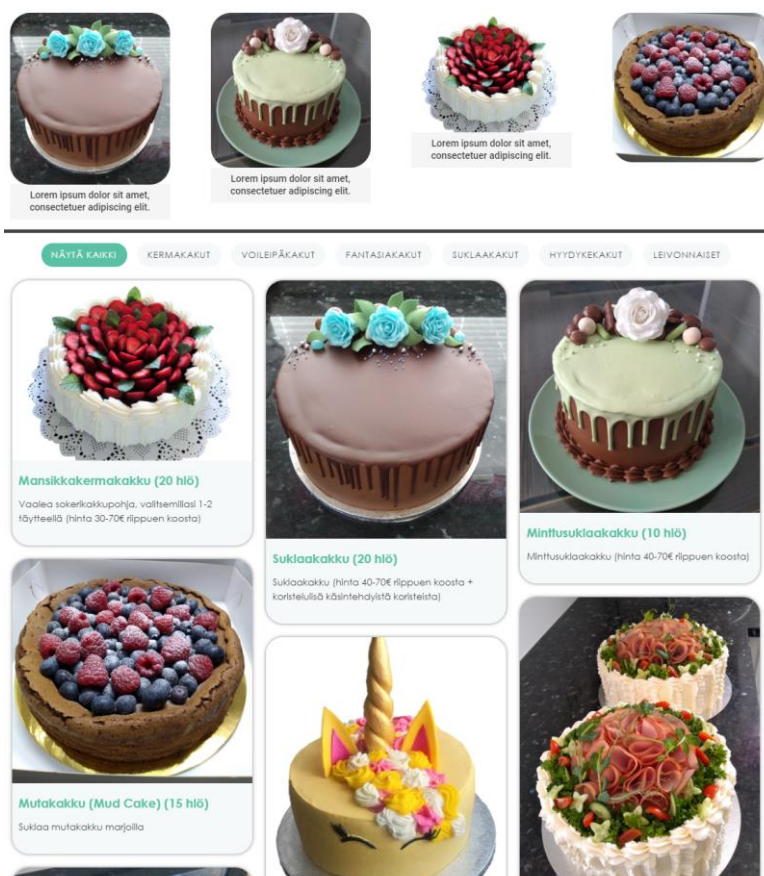 Lorem ipsum dolor sit amet,
consectetuer adipiscing elit.
Lorem ipsum dolor sit amet,
consectetuer adipiscing elit.
Lorem ipsum dolor sit amet,
consectetuer adipiscing elit.
NÄYTÄ KAIKKI
KERMAKAKUT
VOILEIPÄKAKUT
FANTASIAKAKUT
SUKLAAKAKUT
HYYDYKEKAKUT
LEIVONNAISET
Mansikkakermakakku (20 hlö)
Vaalea sokerikakkupohja, valitsemillasi 1-2
täytteellä (hinta 30-70€ riippuen koosta)
Suklaakakku (20 hlö)
Suklaakakku (hinta 40-70€ riippuen koosta +
koristelulisä käsintehdyistä koristeista)
Minttusuklaakakku (10 hlö)
Minttusuklaakakku (hinta 40-70€ riippuen koosta)
Mutakakku (Mud Cake) (15 hlö)
Suklaa mutakakku marjoilla